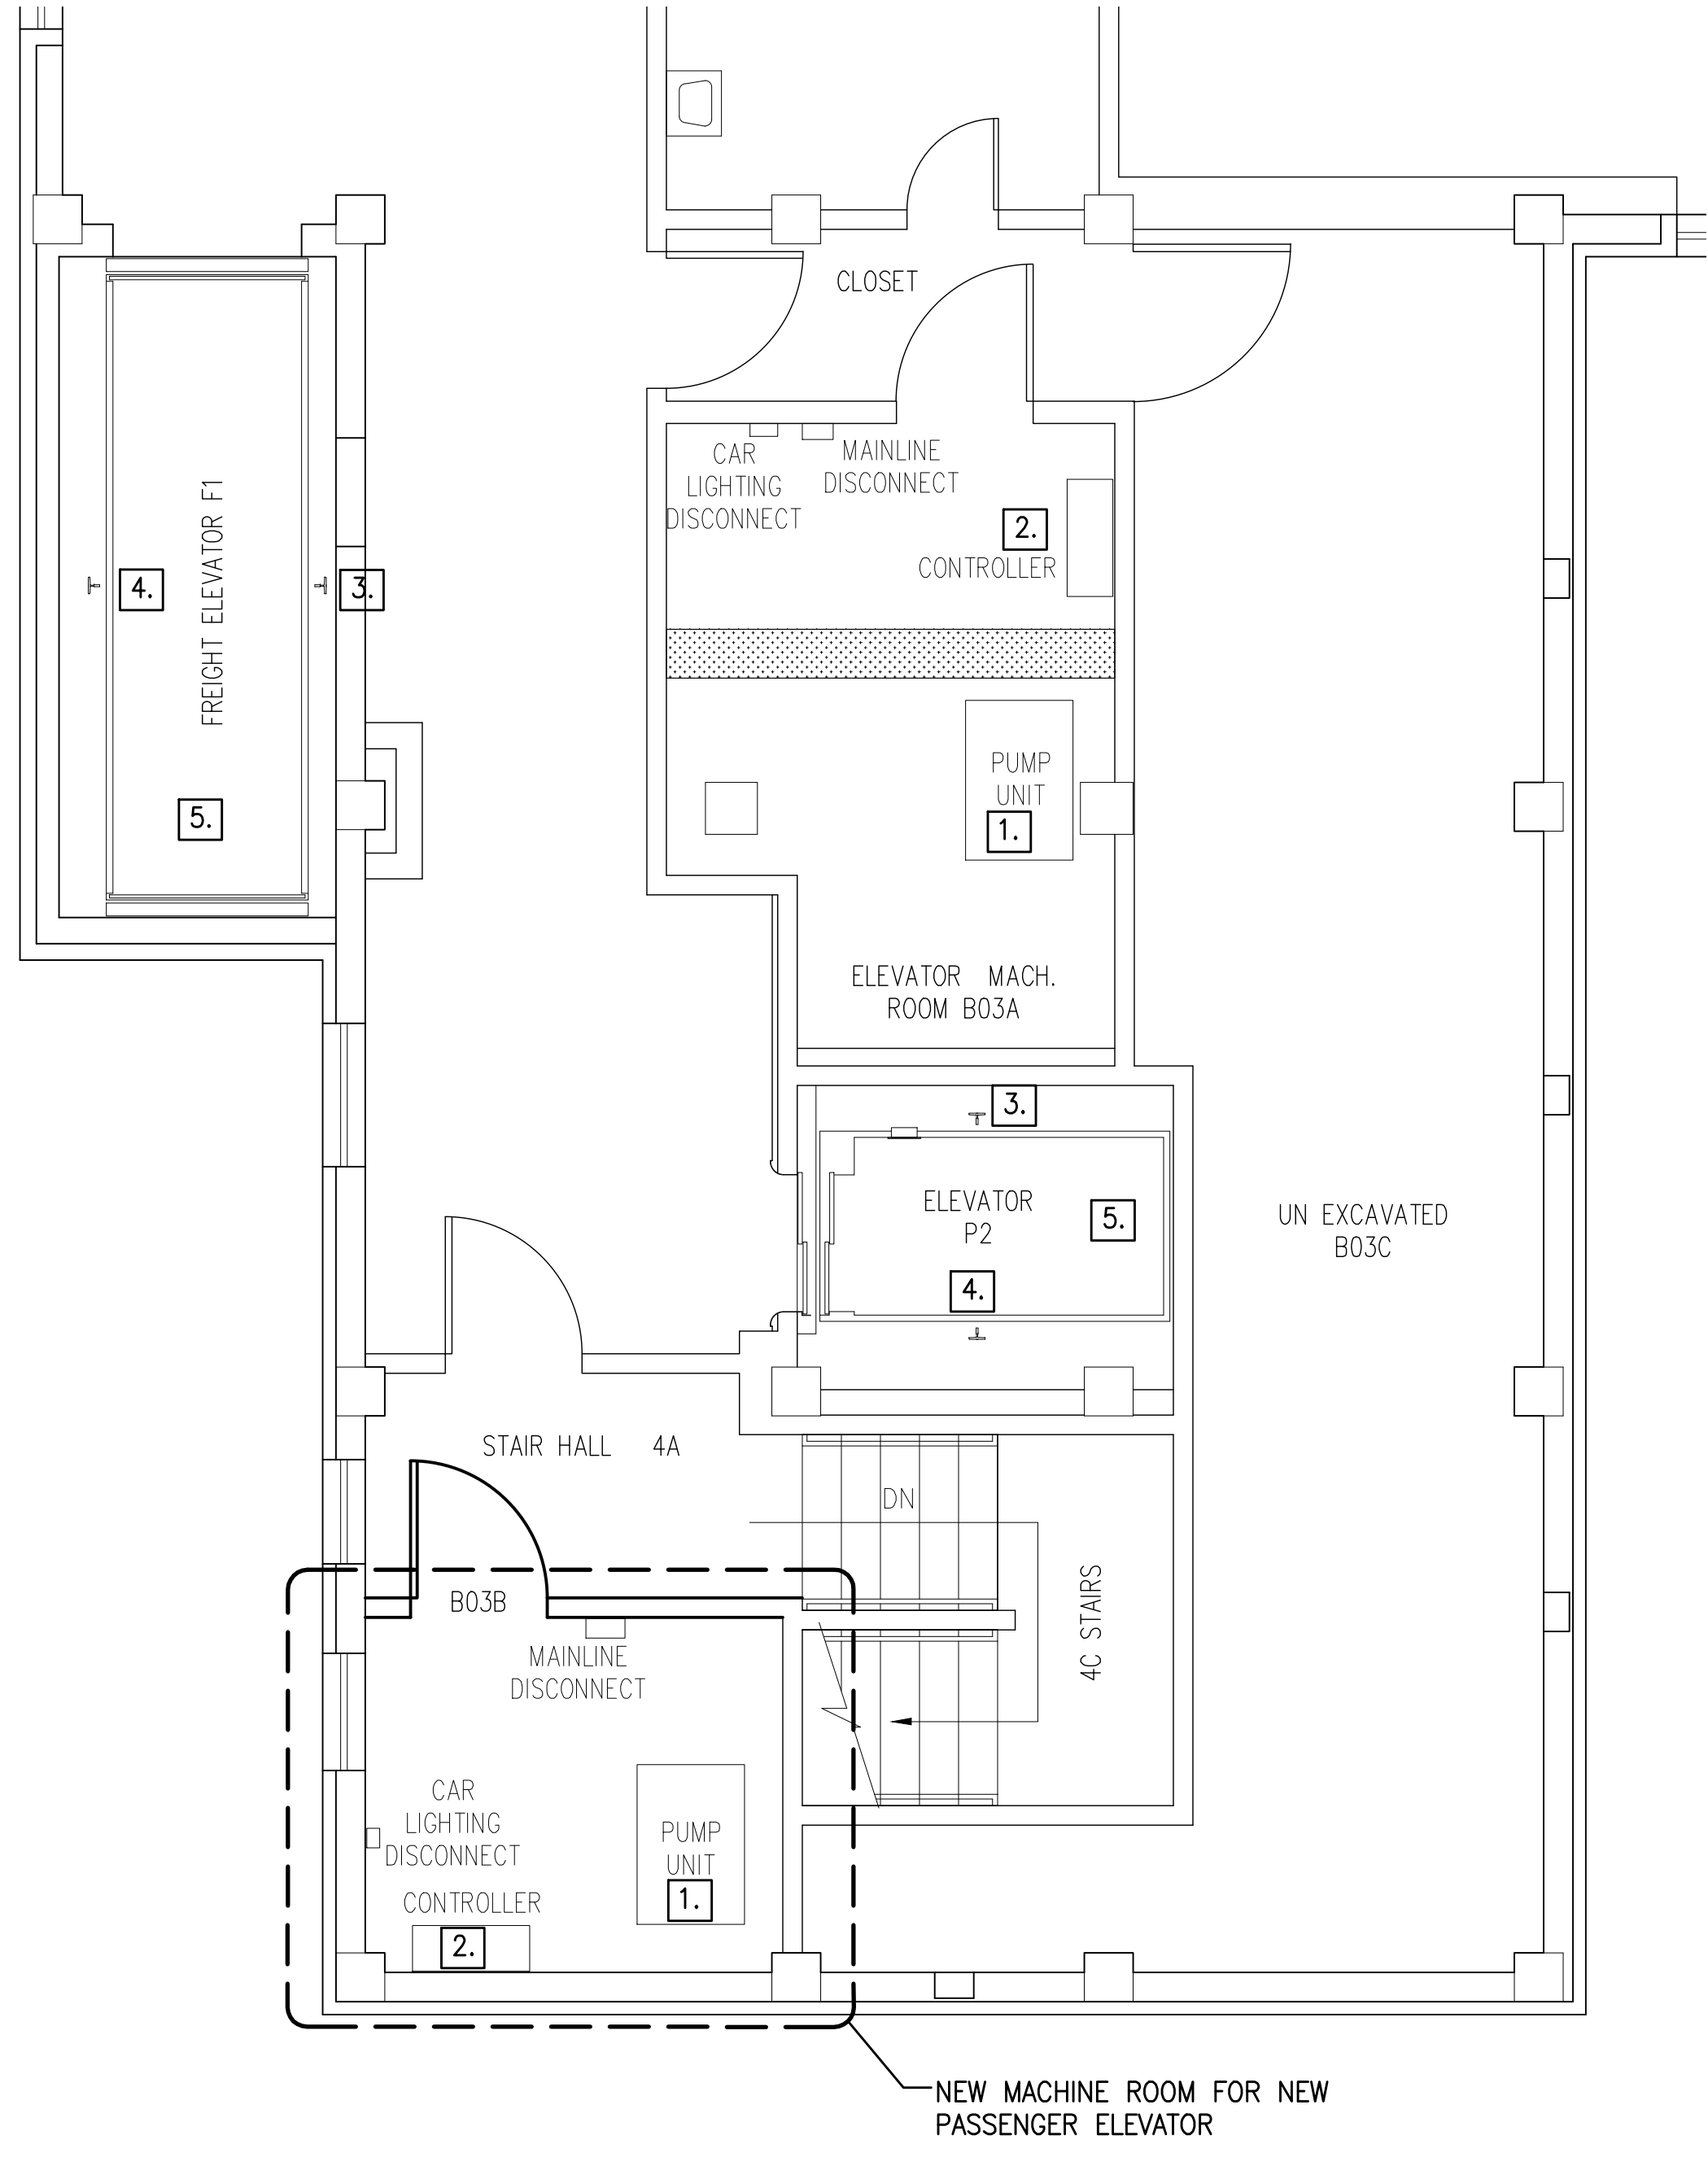 CLOSET
CAR
LIGHTING
DISCONNECT
MAINLINE
DISCONNECT
2.
CONTROLLER
FREIGHT ELEVATOR F1
4.
3.
5.
PUMP
UNIT
1.
ELEVATOR MACH.
ROOM B03A
3.
ELEVATOR
P2
5.
4.
UN EXCAVATED
B03C
STAIR HALL 4A
DN
4C STAIRS
B03B
MAINLINE
DISCONNECT
CAR
LIGHTING
DISCONNECT
PUMP
UNIT
1.
CONTROLLER
2.
NEW MACHINE ROOM FOR NEW
PASSENGER ELEVATOR